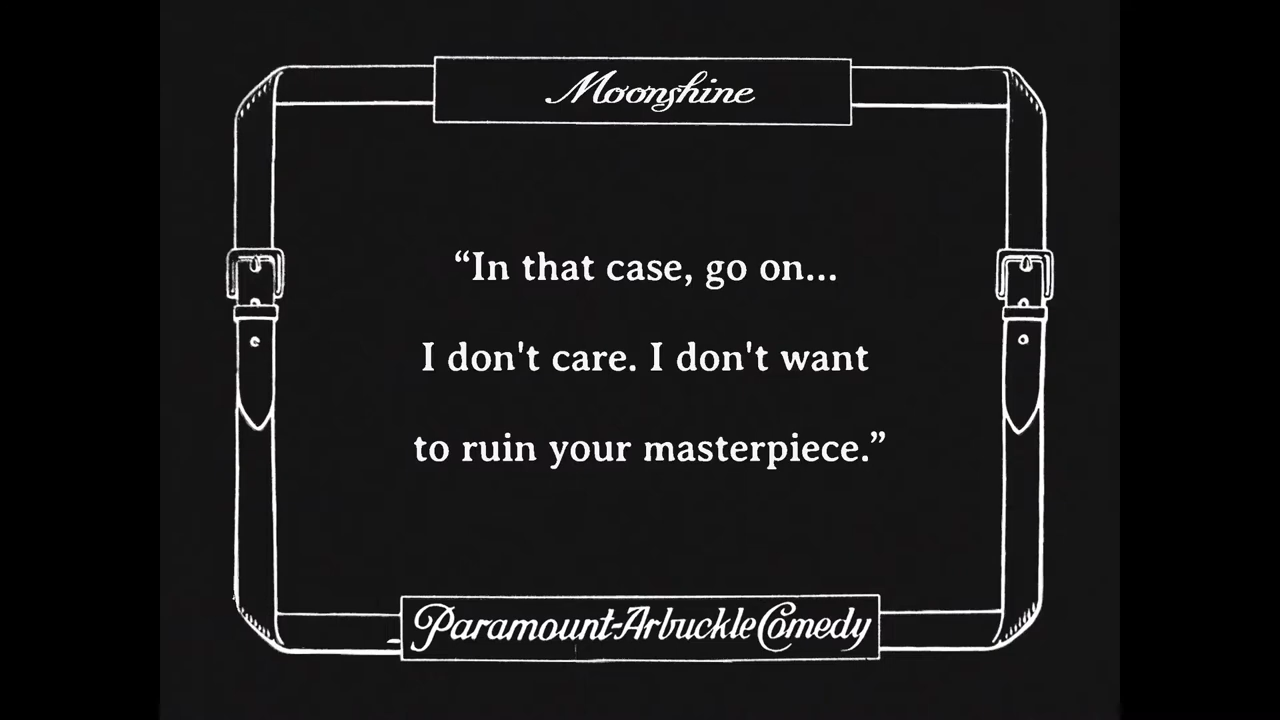 Moonshine
“In that case, go on...
I don't care. I don't want
to ruin your masterpiece.”
Paramount-Arbuckle Comedy